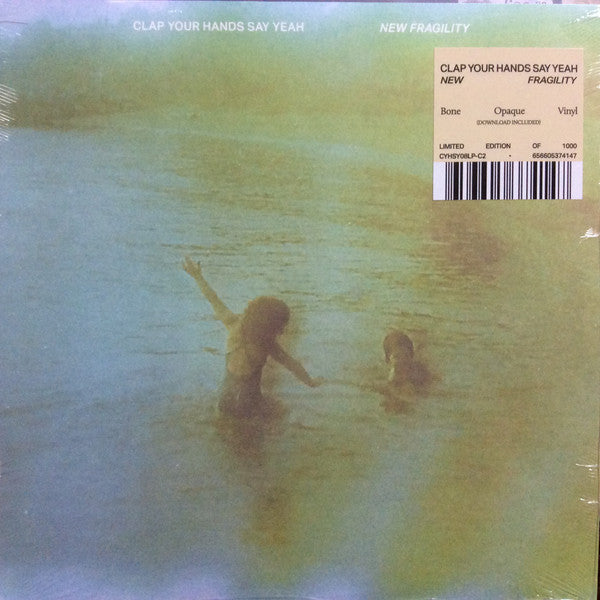 CLAP YOUR HANDS SAY YEAH NEW FRAGILITY
CLAP YOUR HANDS SAY YEAH
NEW FRAGILITY
Bone Opaque Vinyl
(DOWNLOAD INCLUDED)
LIMITED EDITION OF 1000
CYHSY08LP-C2 - 656605374147